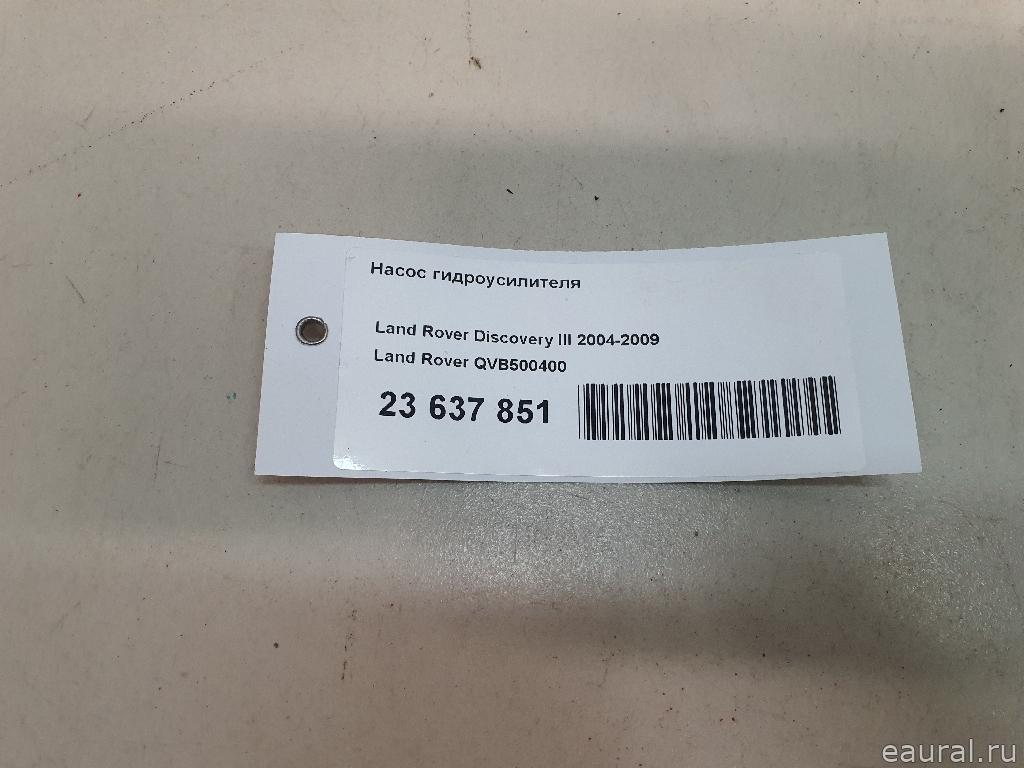 Насос гидроусилителя
Land Rover Discovery III 2004-2009
Land Rover QVB500400
23 637 851
eaural.ru